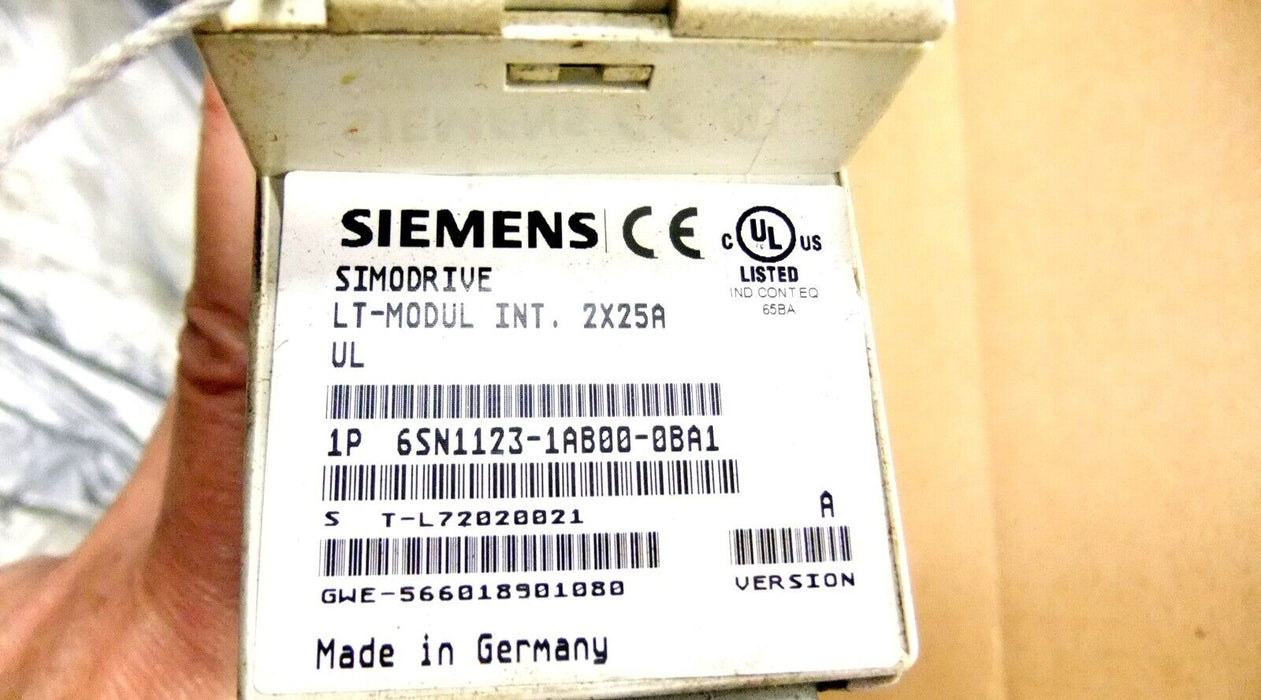 SIEMENS CE C UL US
LISTED
SIMODRIVE
IND CONT EQ
65BA
LT-MODUL INT. 2X25A
UL
1P 6SN1123-1AB00-0BA1
S T-L72020021
A
GWE-566018901080
VERSION
Made in Germany